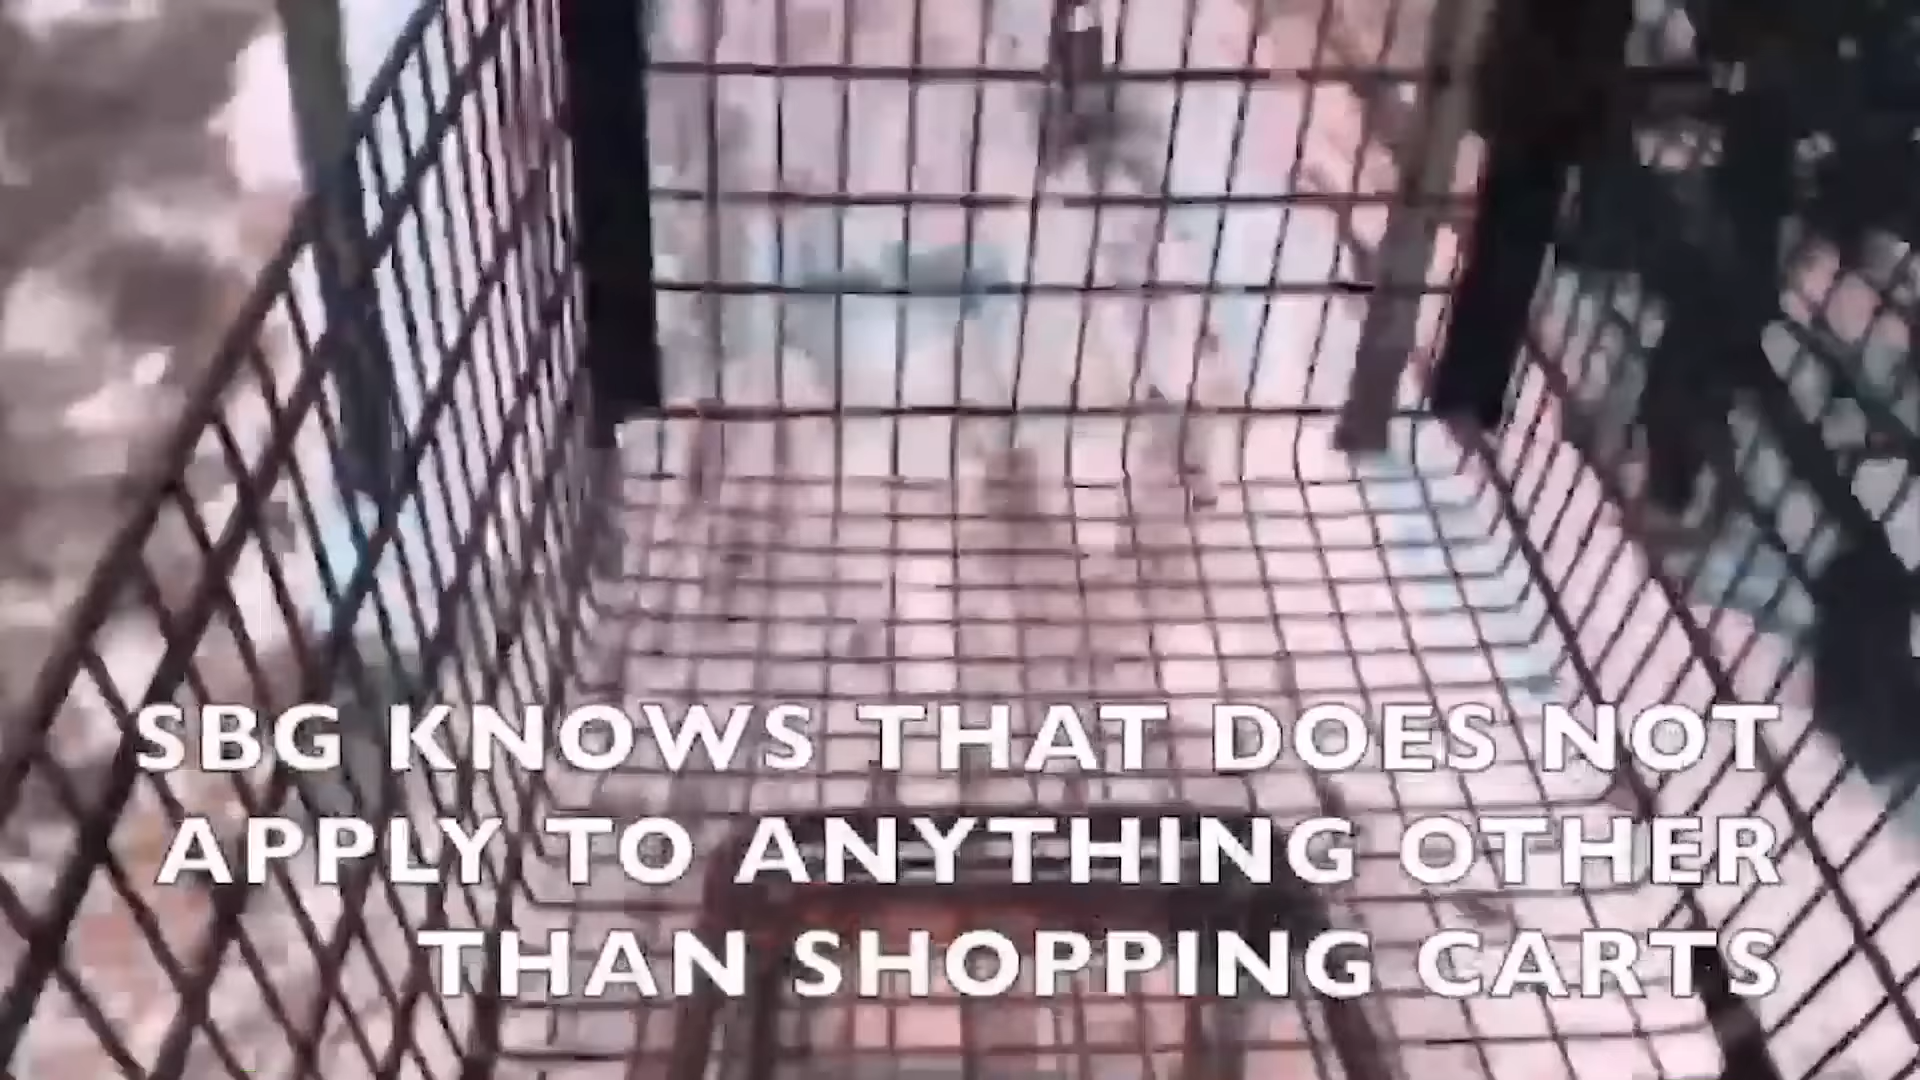 SBG KNOWS THAT DOES NOT
APPLY TO ANYTHING OTHER
THAN SHOPPING CARTS